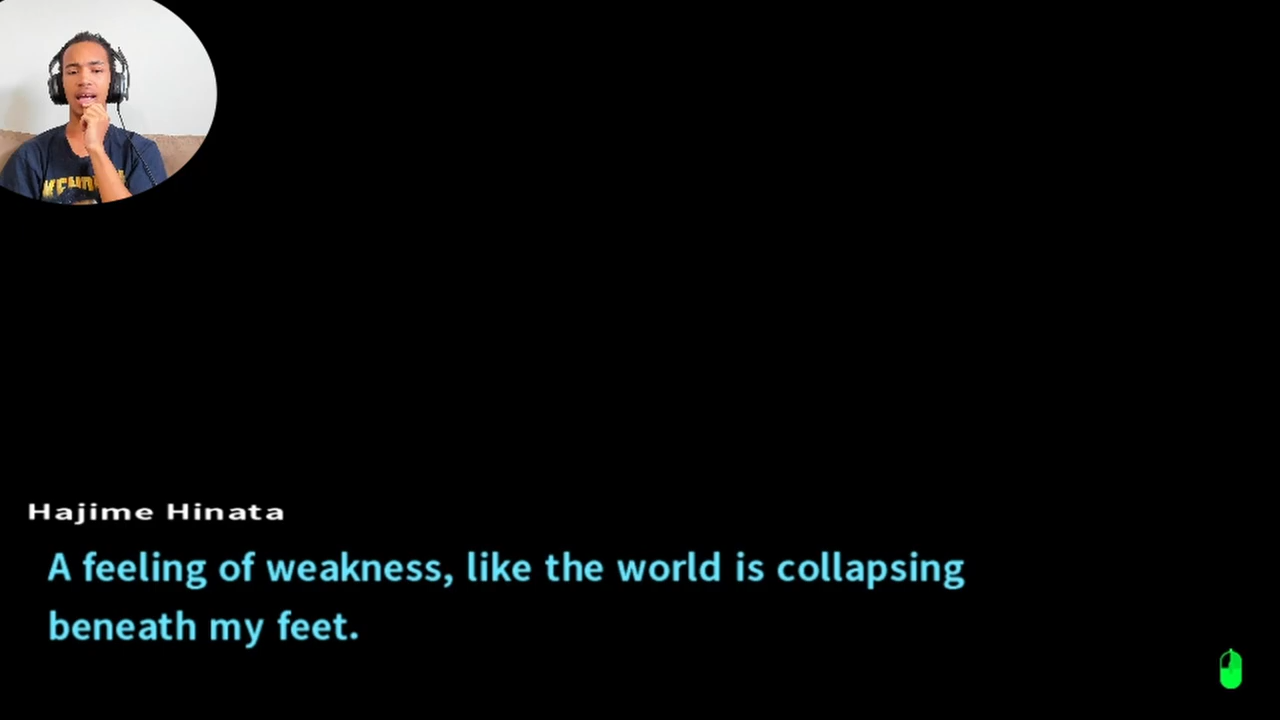 Hajime Hinata
A feeling of weakness, like the world is collapsing
beneath my feet.